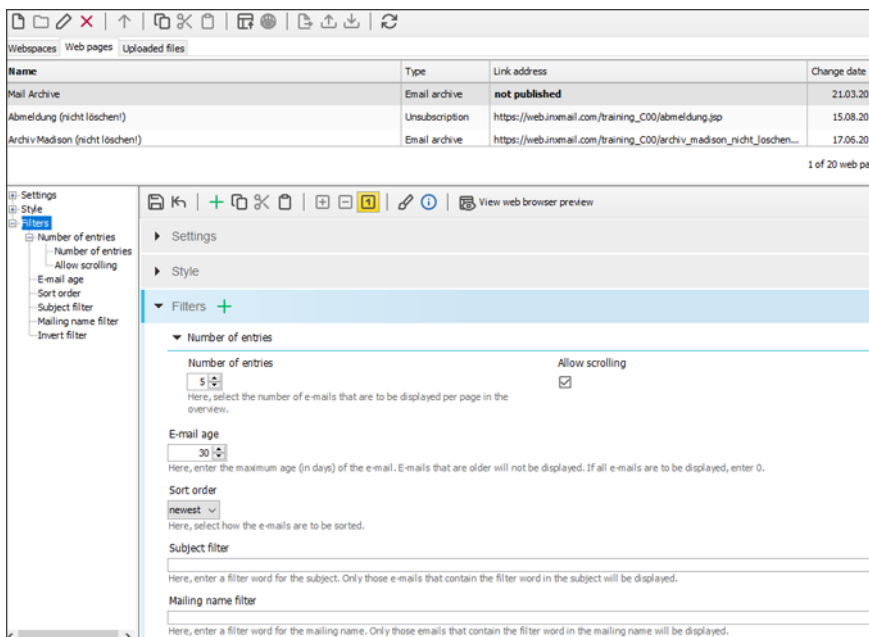 Webspaces Web pages Uploaded files
Name Type Link address Change date
Mail Archive Email archive not published 21.03.20
Abmeldung (nicht löschen!) Unsubscription https://web.inxmail.com/training_C00/abmeldung.jsp 15.08.20
Archiv Madison (nicht löschen!) Email archive https://web.inxmail.com/training_C00/archiv_madison_nicht_loschen... 17.06.20
1 of 20 web pa
Settings
Style
Filters
Number of entries
Number of entries
Allow scrolling
E-mail age
Sort order
Subject filter
Mailing name filter
Invert filter
1 View web browser preview
Settings
Style
Filters
Number of entries
Number of entries Allow scrolling
5
Here, select the number of e-mails that are to be displayed per page in the
overview.
E-mail age
30
Here, enter the maximum age (in days) of the e-mail. E-mails that are older will not be displayed. If all e-mails are to be displayed, enter 0.
Sort order
newest
Here, select how the e-mails are to be sorted.
Subject filter
Here, enter a filter word for the subject. Only those e-mails that contain the filter word in the subject will be displayed.
Mailing name filter
Here, enter a filter word for the mailing name. Only those emails that contain the filter word in the mailing name will be displayed.